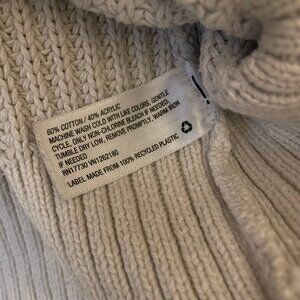 60% COTTON / 40% ACRYLIC
MACHINE WASH COLD WITH LIKE COLORS. GENTLE
CYCLE, ONLY NON-CHLORINE BLEACH IF NEEDED.
TUMBLE DRY LOW, REMOVE PROMPTLY, WARM IRON
IF NEEDED
RN17730 VN1262180
LABEL: MADE FROM 100% RECYCLED PLASTIC